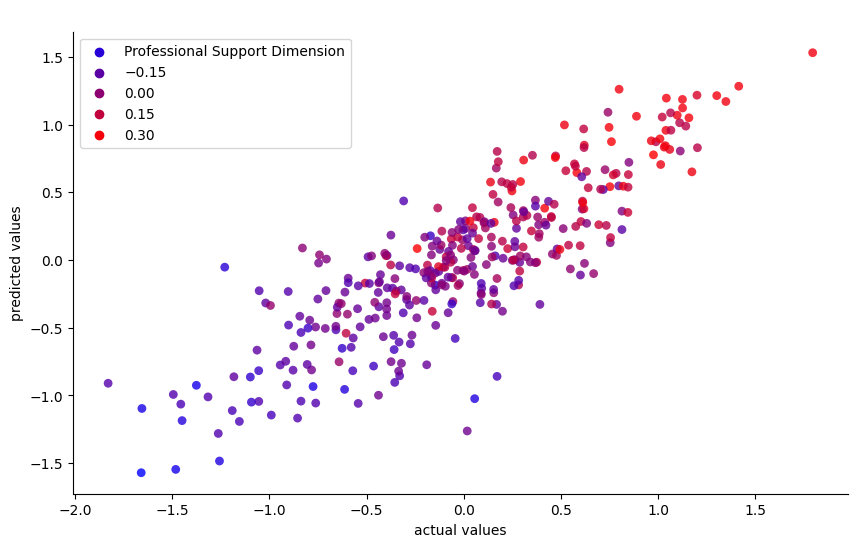 Professional Support Dimension
−0.15
0.00
0.15
0.30
1.5
1.0
0.5
0.0
−0.5
−1.0
−1.5
predicted values
−2.0 −1.5 −1.0 −0.5 0.0 0.5 1.0 1.5
actual values